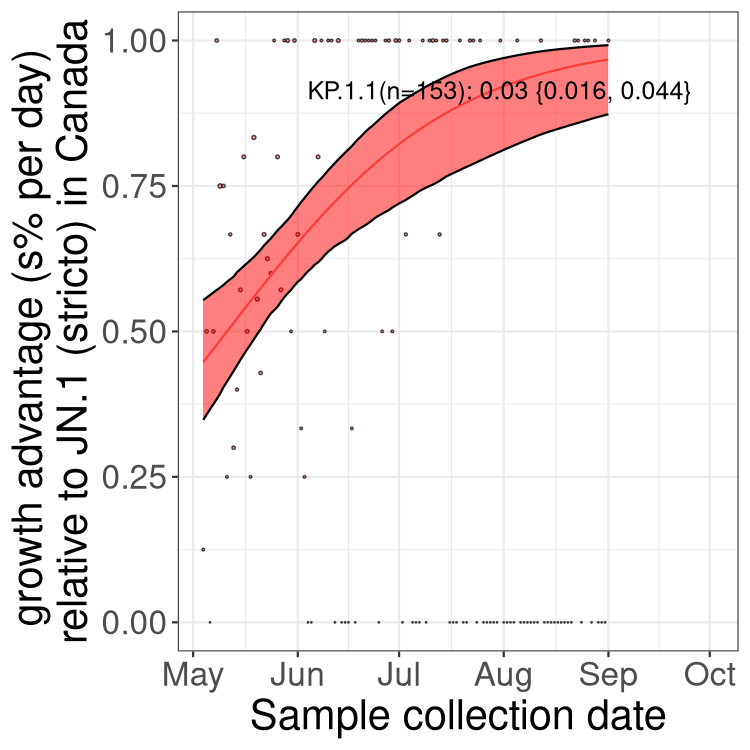 growth advantage (s% per day)
relative to JN.1 (stricto) in Canada
1.00
0.75
0.50
0.25
0.00
KP.1.1(n=153): 0.03 {0.016, 0.044}
May Jun Jul Aug Sep Oct
Sample collection date